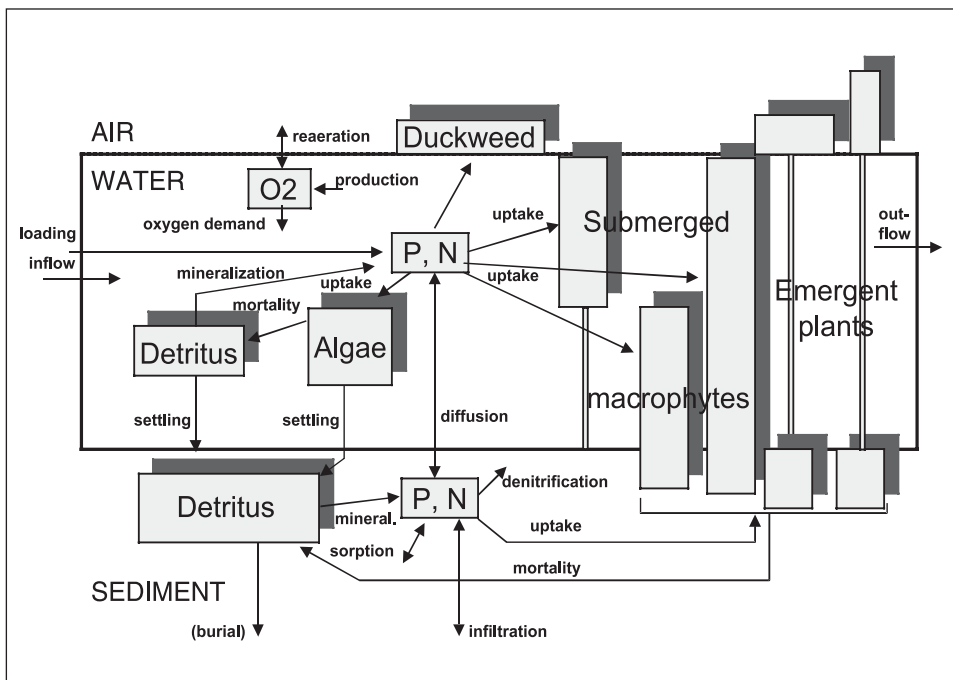 AIR
reaeration
Duckweed
WATER
O2
production
oxygen demand
uptake
Submerged
out-
flow
loading
inflow
P, N
mineralization
uptake
uptake
mortality
Emergent
plants
Detritus
Algae
macrophytes
settling
settling
diffusion
Detritus
P, N
denitrification
mineral.
uptake
sorption
mortality
SEDIMENT
(burial)
infiltration